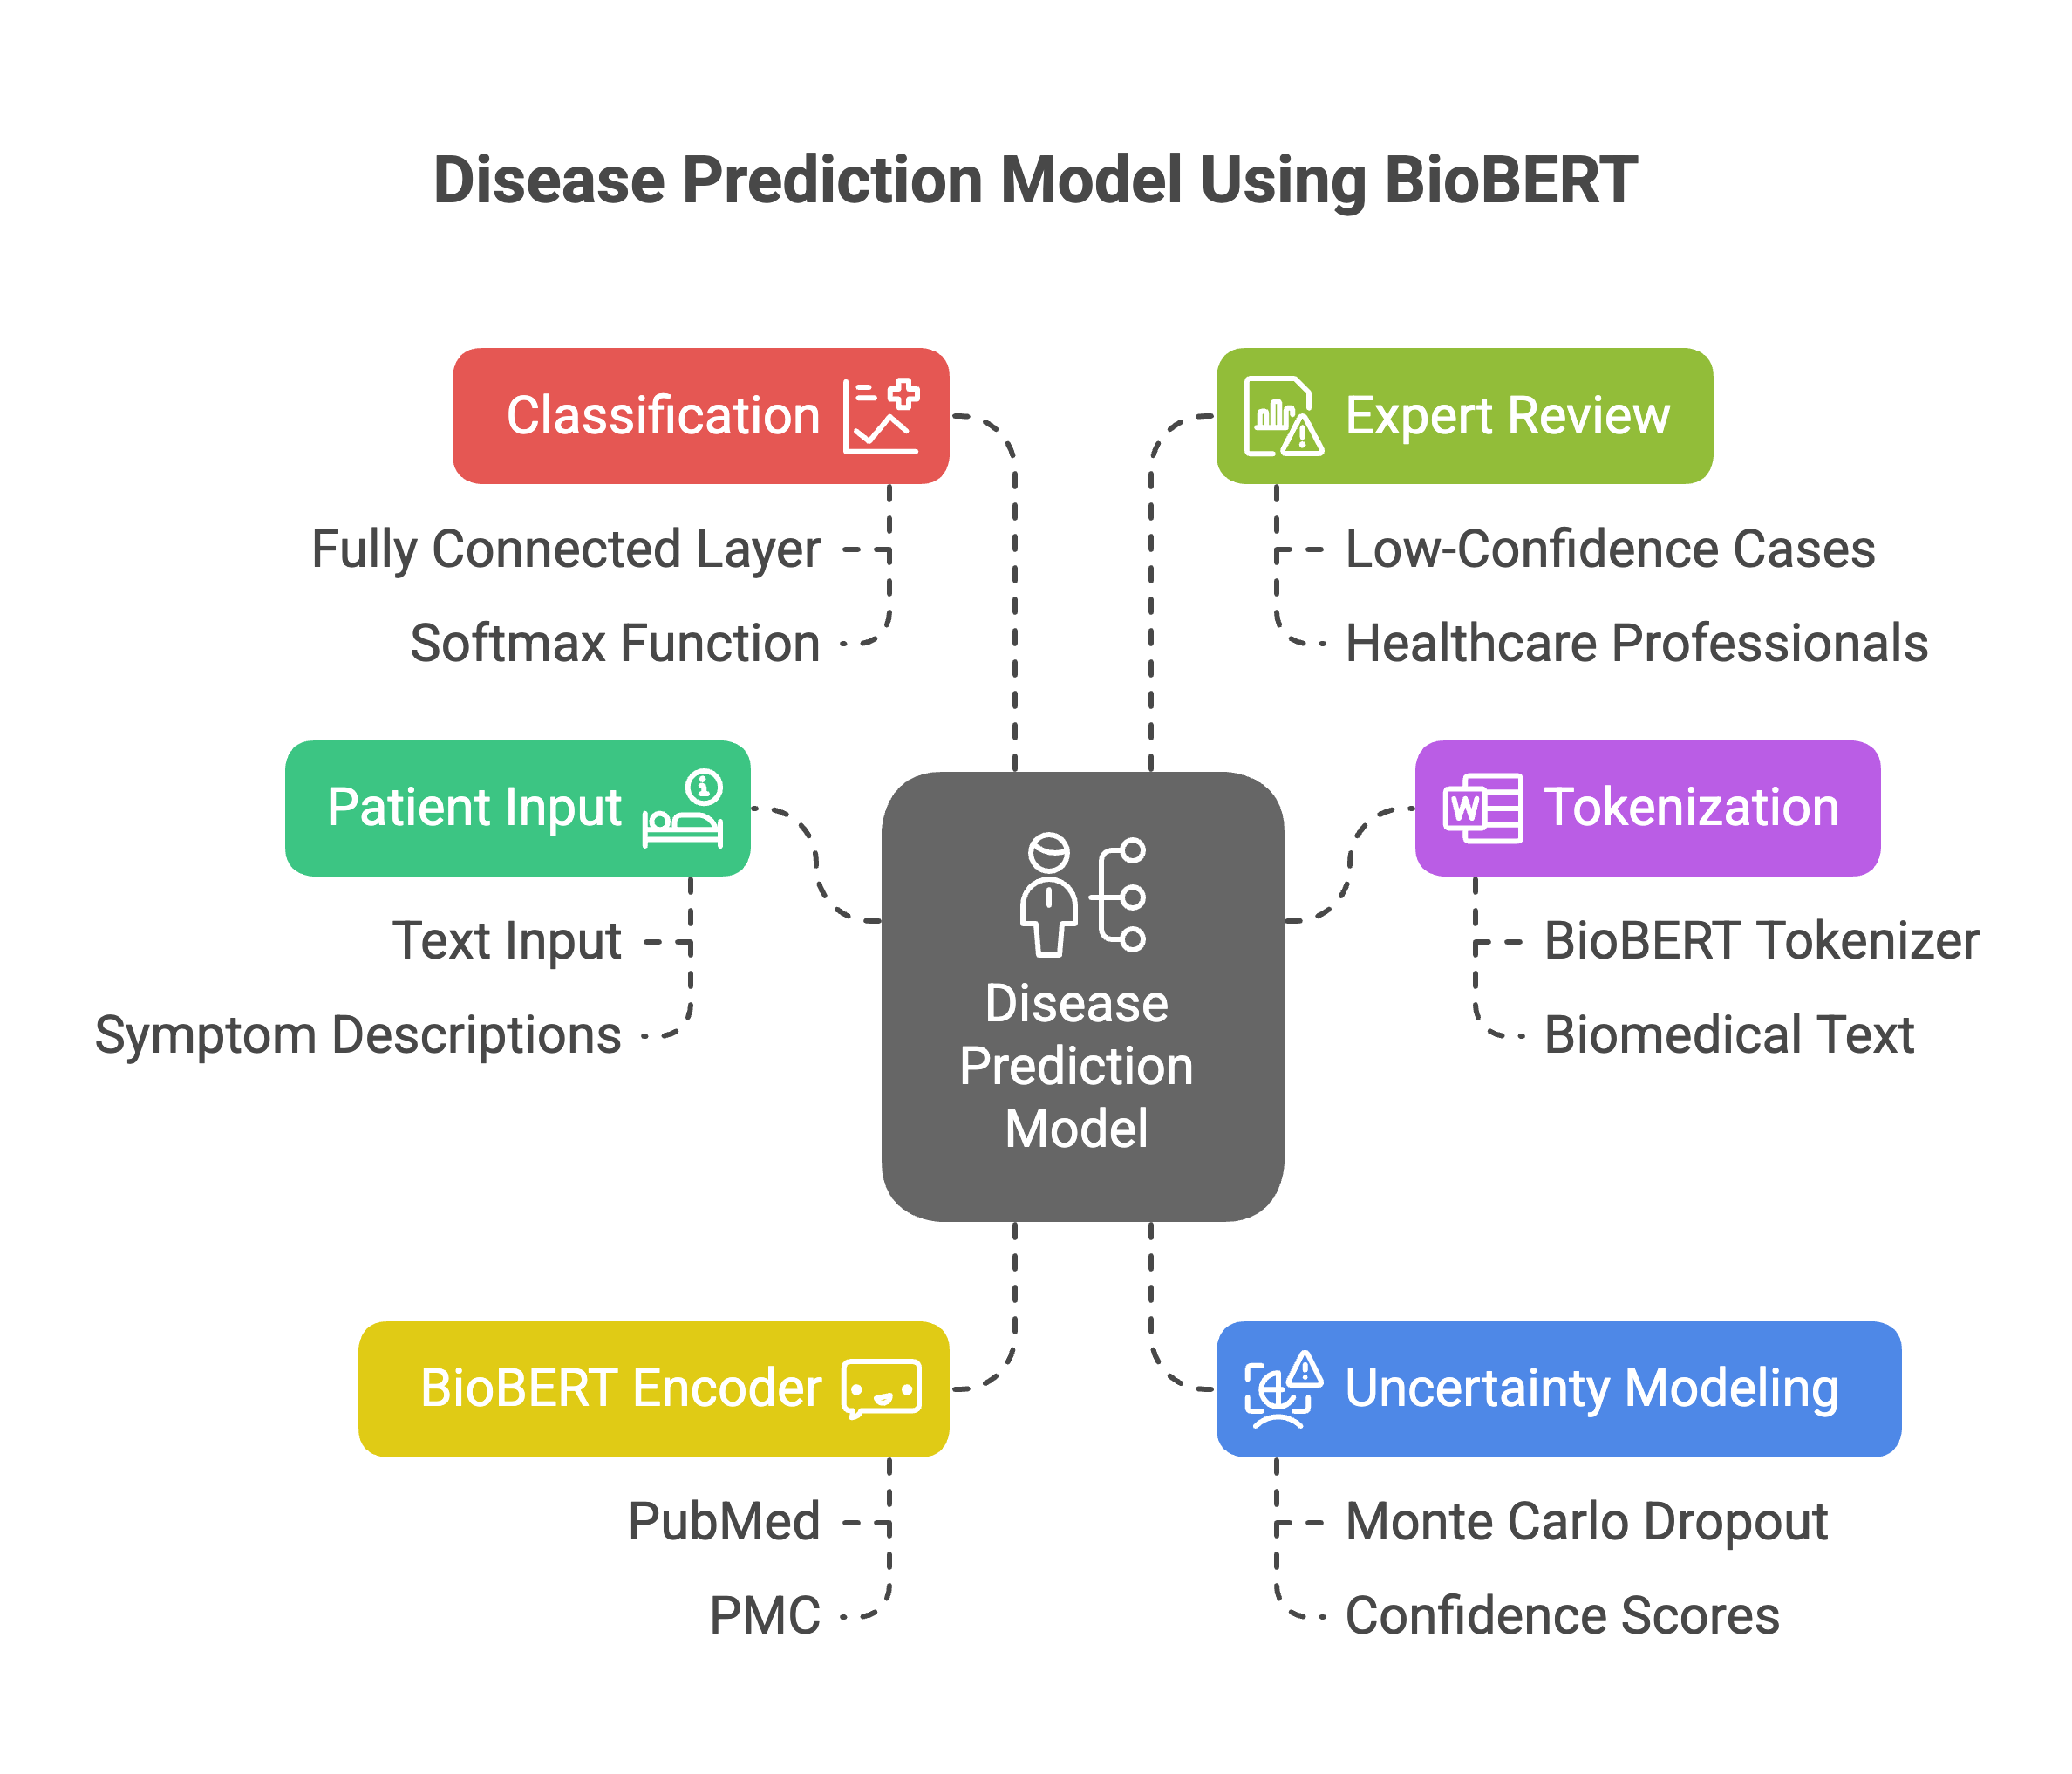 Disease Prediction Model Using BioBERT
Classification
Fully Connected Layer
Softmax Function
Expert Review
Low-Confidence Cases
Healthcare Professionals
Patient Input
Text Input
Symptom Descriptions
Disease
Prediction
Model
W
Tokenization
BioBERT Tokenizer
Biomedical Text
BioBERT Encoder
PubMed
PMC
Uncertainty Modeling
Monte Carlo Dropout
Confidence Scores